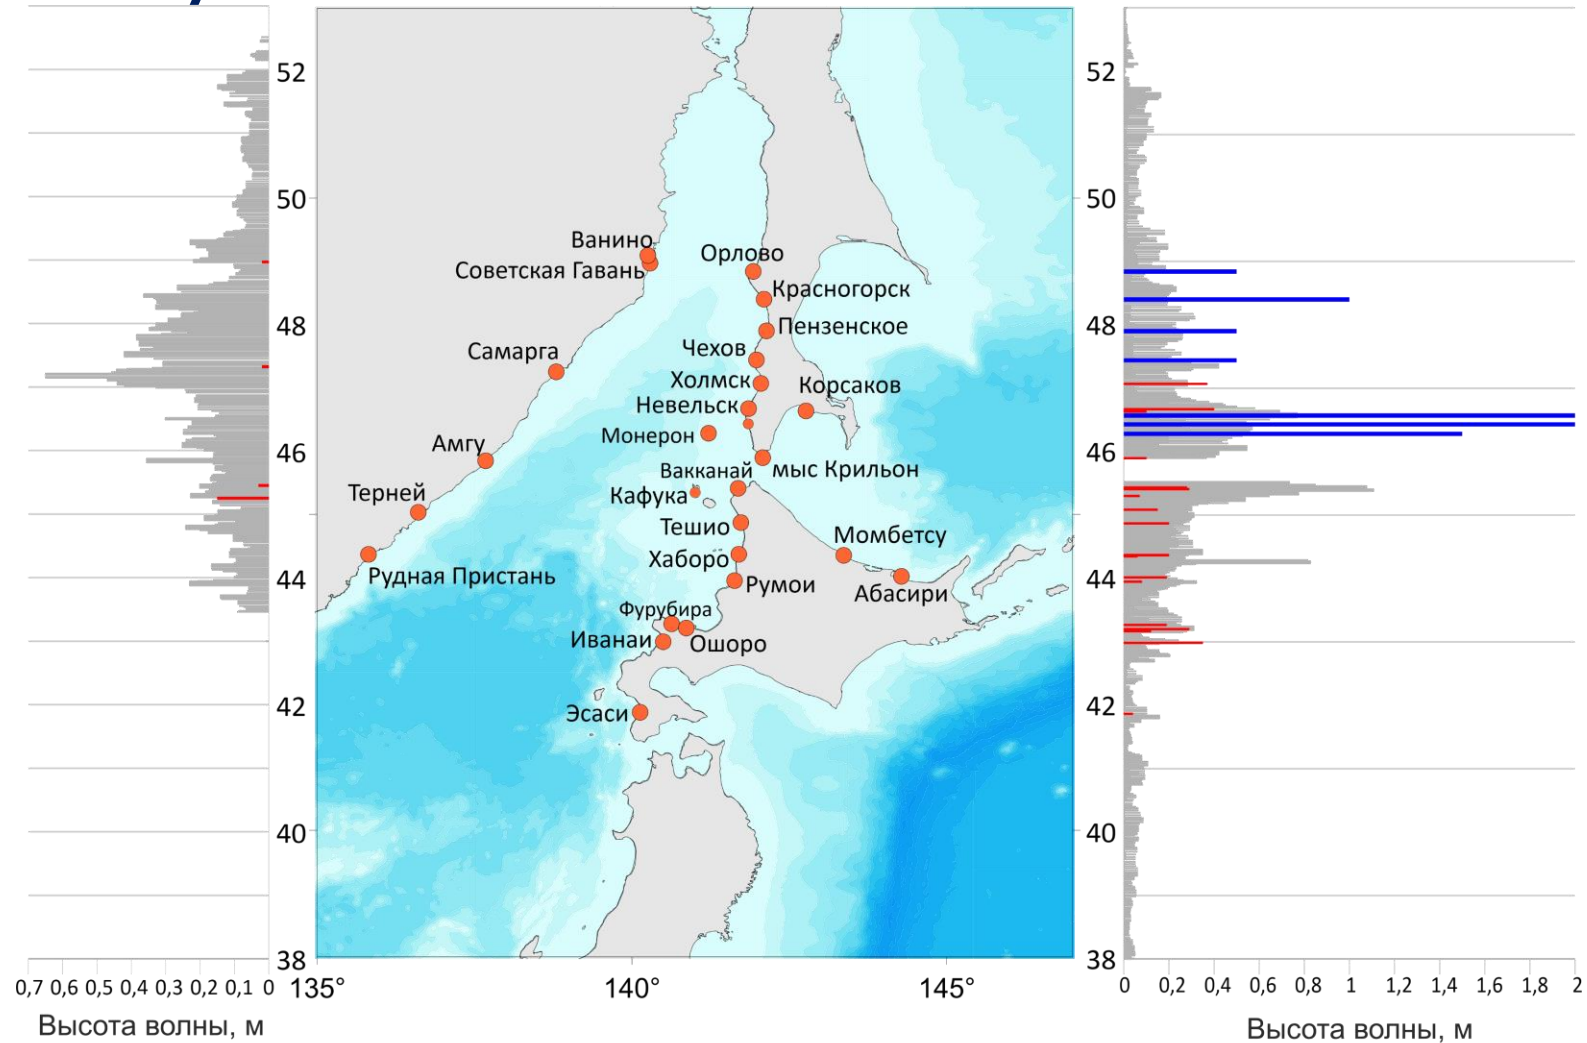 52
50
48
46
44
42
40
38
0,7 0,6 0,5 0,4 0,3 0,2 0,1 0
Высота волны, м
Ванино
Советская Гавань
Орлово
Красногорск
Пензенское
Самарга
Чехов
Холмск
Корсаков
Невельск
Монерон
Амгу
мыс Крильон
Вакканай
Терней
Кафука
Тешио
Момбетсу
Хаборо
Рудная Пристань
Румои
Абасири
Фурубира
Иванаи
Ошоро
Эсаси
135°
140°
145°
52
50
48
46
44
42
40
38
0 0,2 0,4 0,6 0,8 1 1,2 1,4 1,6 1,8 2
Высота волны, м